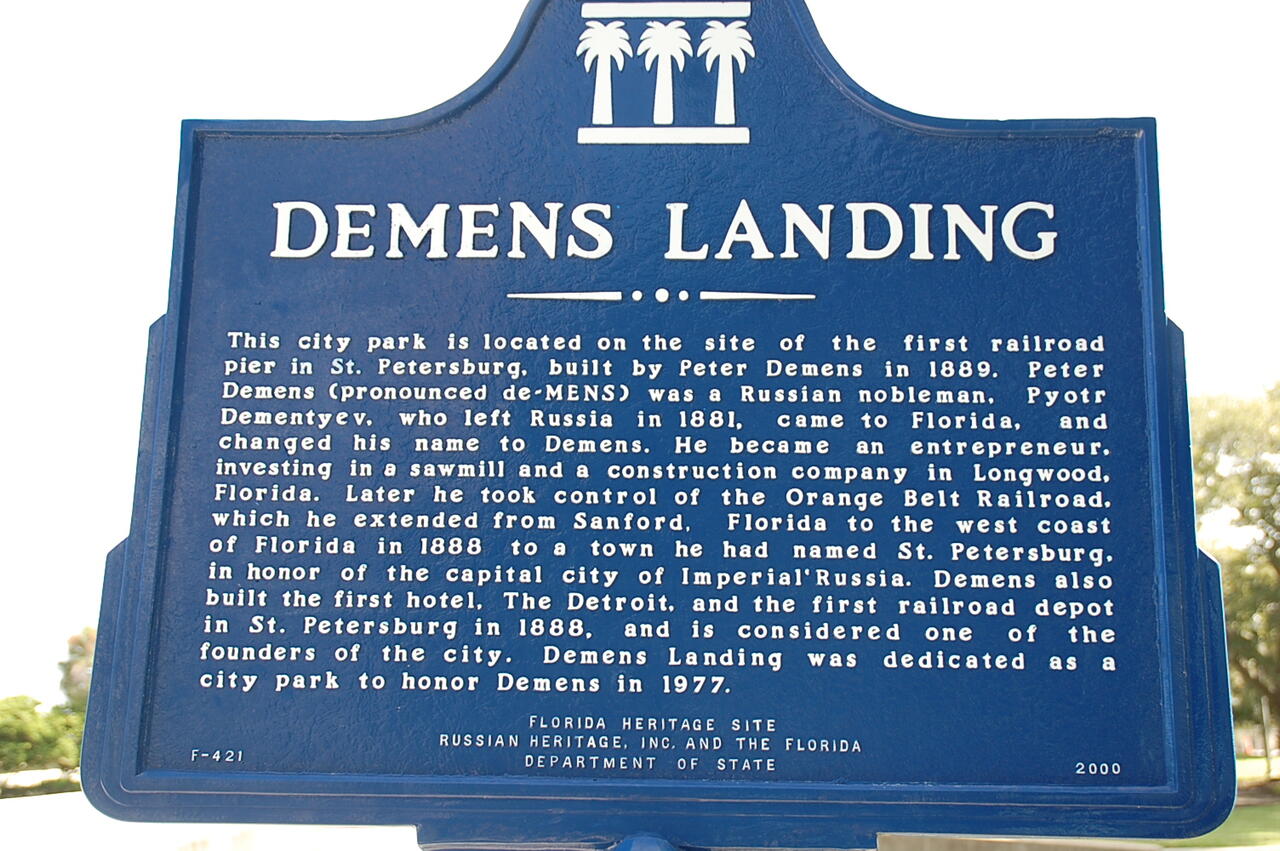 DEMENS LANDING
This city park is located on the site of the first railroad
pier in St. Petersburg, built by Peter Demens in 1889. Peter
Demens (pronounced de-MENS) was a Russian nobleman, Pyotr
Dementyev, who left Russia in 1881, came to Florida, and
changed his name to Demens. He became an entrepreneur,
investing in a sawmill and a construction company in Longwood,
Florida. Later he took control of the Orange Belt Railroad,
which he extended from Sanford, Florida to the west coast
of Florida in 1888 to a town he had named St. Petersburg,
in honor of the capital city of Imperial Russia. Demens also
built the first hotel, The Detroit, and the first railroad depot
in St. Petersburg in 1888, and is considered one of the
founders of the city. Demens Landing was dedicated as a
city park to honor Demens in 1977.
FLORIDA HERITAGE SITE
RUSSIAN HERITAGE, INC. AND THE FLORIDA
DEPARTMENT OF STATE
F-421
2000